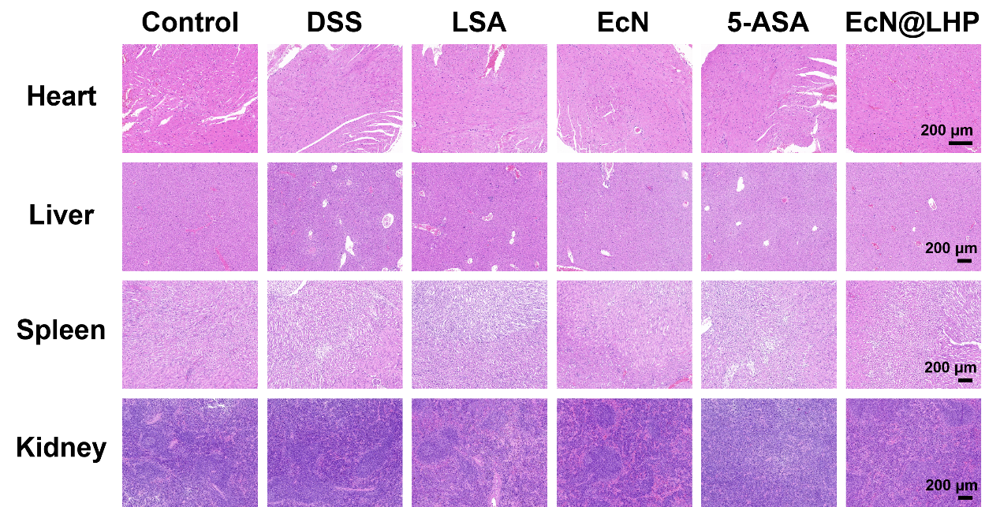 Control DSS LSA EcN 5-ASA EcN@LHP
Heart
200 µm
Liver
200 µm
Spleen
200 µm
Kidney
200 µm